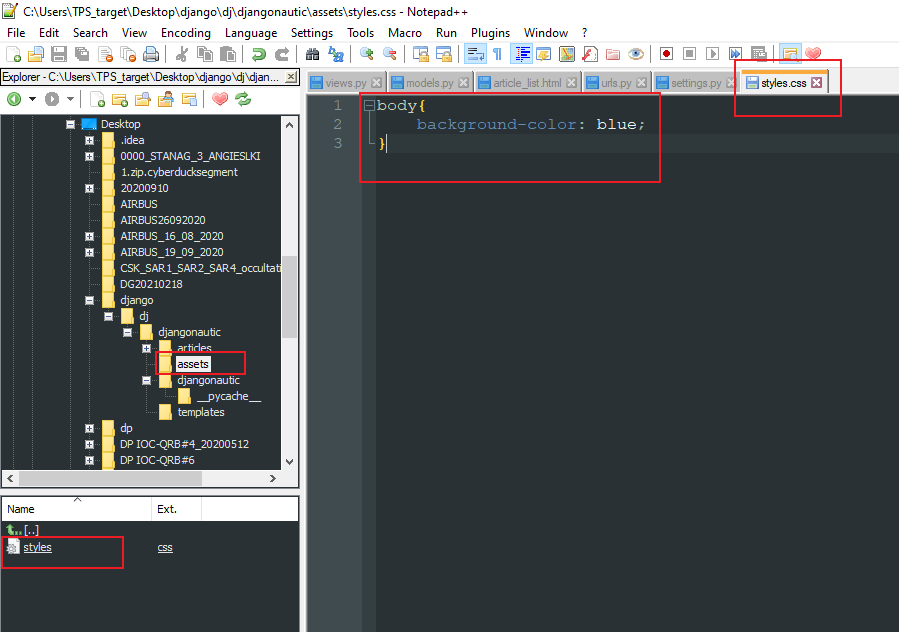 C:\Users\TPS_target\Desktop\django\dj\djangonautic\assets\styles.css - Notepad++
File Edit Search View Encoding Language Settings Tools Macro Run Plugins Window ?
Explorer - C:\Users\TPS_target\Desktop\django\dj\djan...
views.py models.py article_list.html urls.py settings.py styles.css
Desktop
.idea
0000_STANAG_3_ANGIESLKI
1.zip.cyberducksegment
20200910
AIRBUS
AIRBUS26092020
AIRBUS_16_08_2020
AIRBUS_19_09_2020
CSK_SAR1_SAR2_SAR4_occultati
DG20210218
django
dj
djangonautic
articles
assets
djangonautic
__pycache__
templates
dp
DP IOC-QRB#4_20200512
DP IOC-QRB#6
Name Ext.
[..]
styles css
1 body{
2 background-color: blue;
3 }